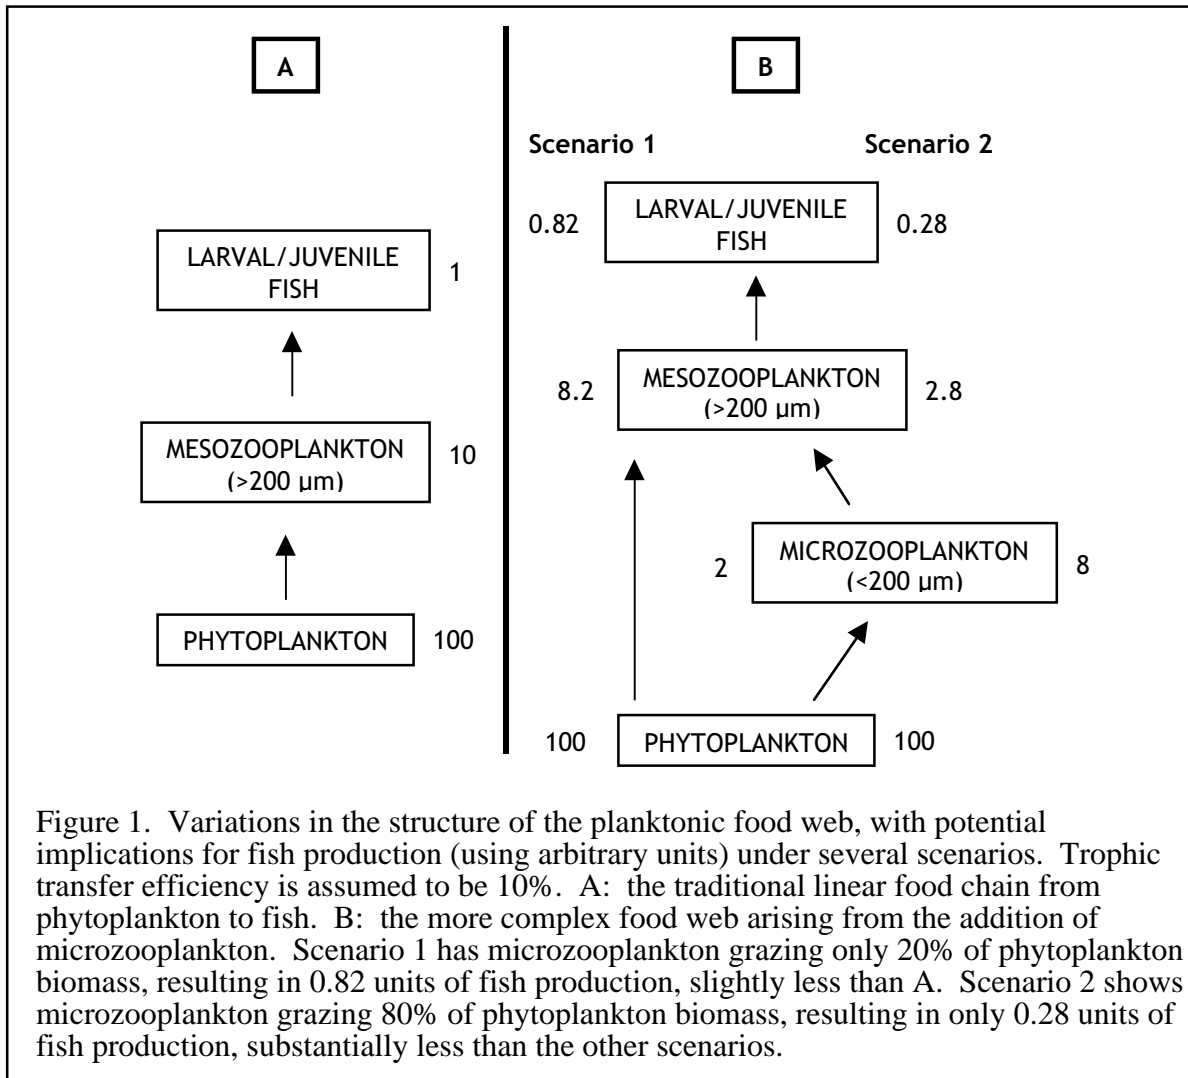 A
LARVAL/JUVENILE
FISH
1
MESOZOOPLANKTON
(>200 µm)
10
PHYTOPLANKTON
100
B
Scenario 1
Scenario 2
0.82
LARVAL/JUVENILE
FISH
0.28
8.2
MESOZOOPLANKTON
(>200 µm)
2.8
2
MICROZOOPLANKTON
(<200 µm)
8
100
PHYTOPLANKTON
100
Figure 1.  Variations in the structure of the planktonic food web, with potential
implications for fish production (using arbitrary units) under several scenarios.  Trophic
transfer efficiency is assumed to be 10%.  A:  the traditional linear food chain from
phytoplankton to fish.  B:  the more complex food web arising from the addition of
microzooplankton.  Scenario 1 has microzooplankton grazing only 20% of phytoplankton
biomass, resulting in 0.82 units of fish production, slightly less than A.  Scenario 2 shows
microzooplankton grazing 80% of phytoplankton biomass, resulting in only 0.28 units of
fish production, substantially less than the other scenarios.